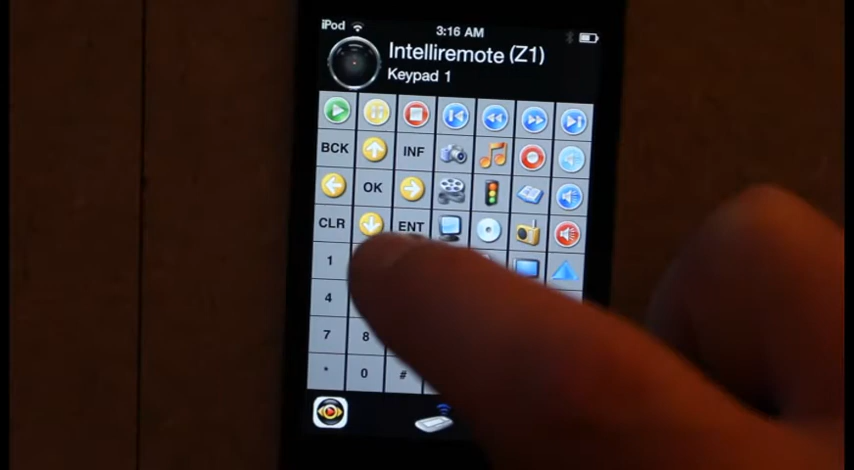 iPod 3:16 AM
Intelliremote (Z1)
Keypad 1
BCK INF
OK
CLR ENT
1
4
7 8
* 0 #